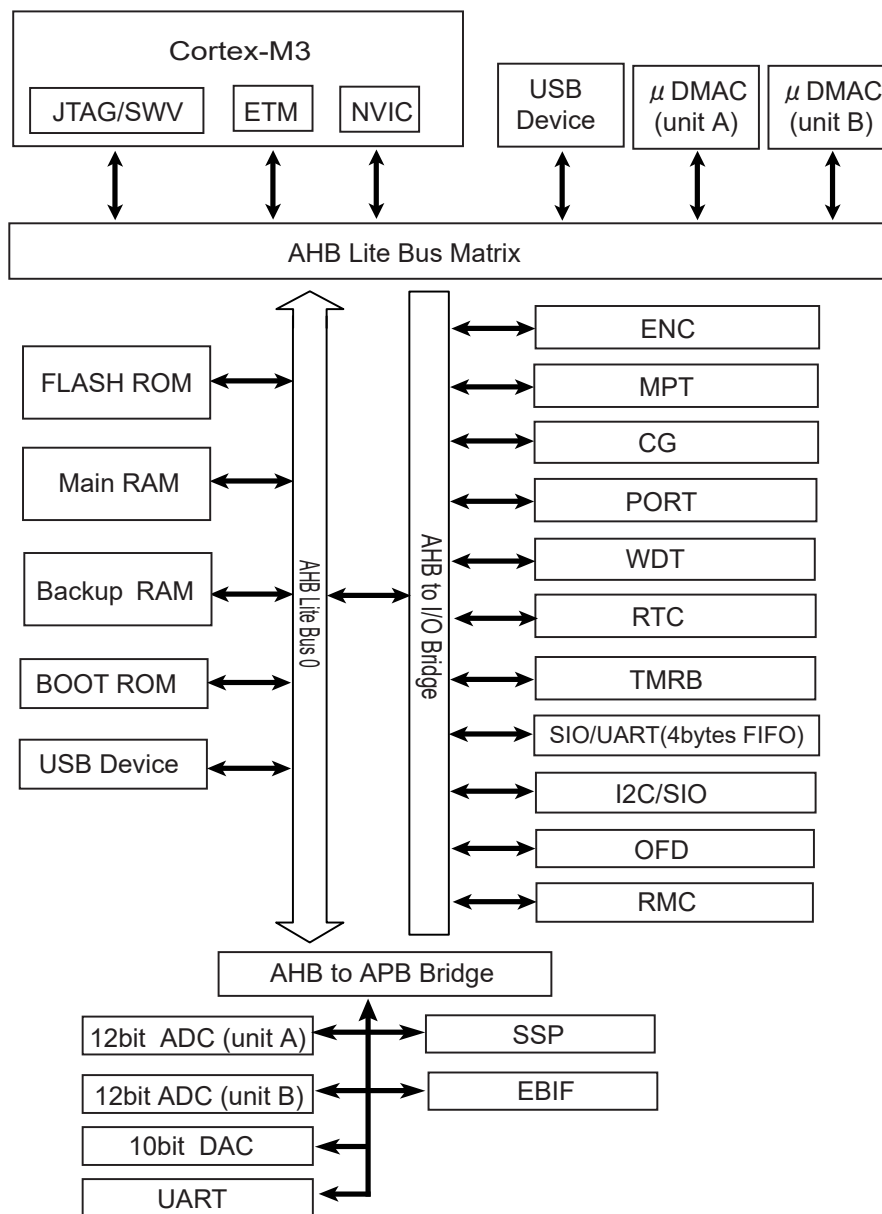 Cortex-M3
JTAG/SWV
ETM
NVIC
USB
Device
μ DMAC
(unit A)
μ DMAC
(unit B)
AHB Lite Bus Matrix
FLASH ROM
Main RAM
Backup RAM
BOOT ROM
USB Device
AHB Lite Bus 0
AHB to I/O Bridge
ENC
MPT
CG
PORT
WDT
RTC
TMRB
SIO/UART(4bytes FIFO)
I2C/SIO
OFD
RMC
AHB to APB Bridge
12bit ADC (unit A)
12bit ADC (unit B)
10bit DAC
UART
SSP
EBIF